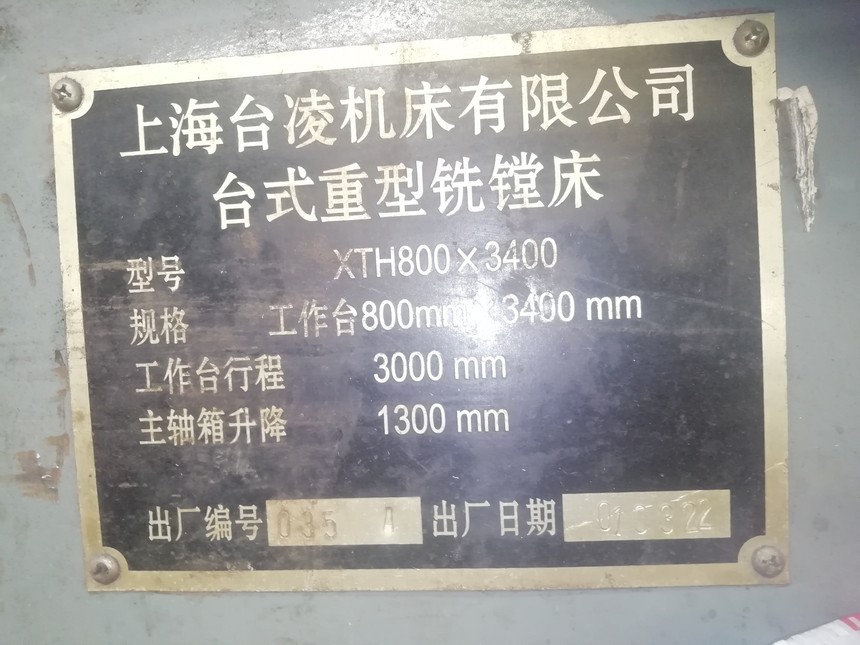 上海台凌机床有限公司
台式重型铣镗床
型号 XTH800×3400
规格 工作台800mm×3400 mm
工作台行程 3000 mm
主轴箱升降 1300 mm
出厂编号 035 出厂日期